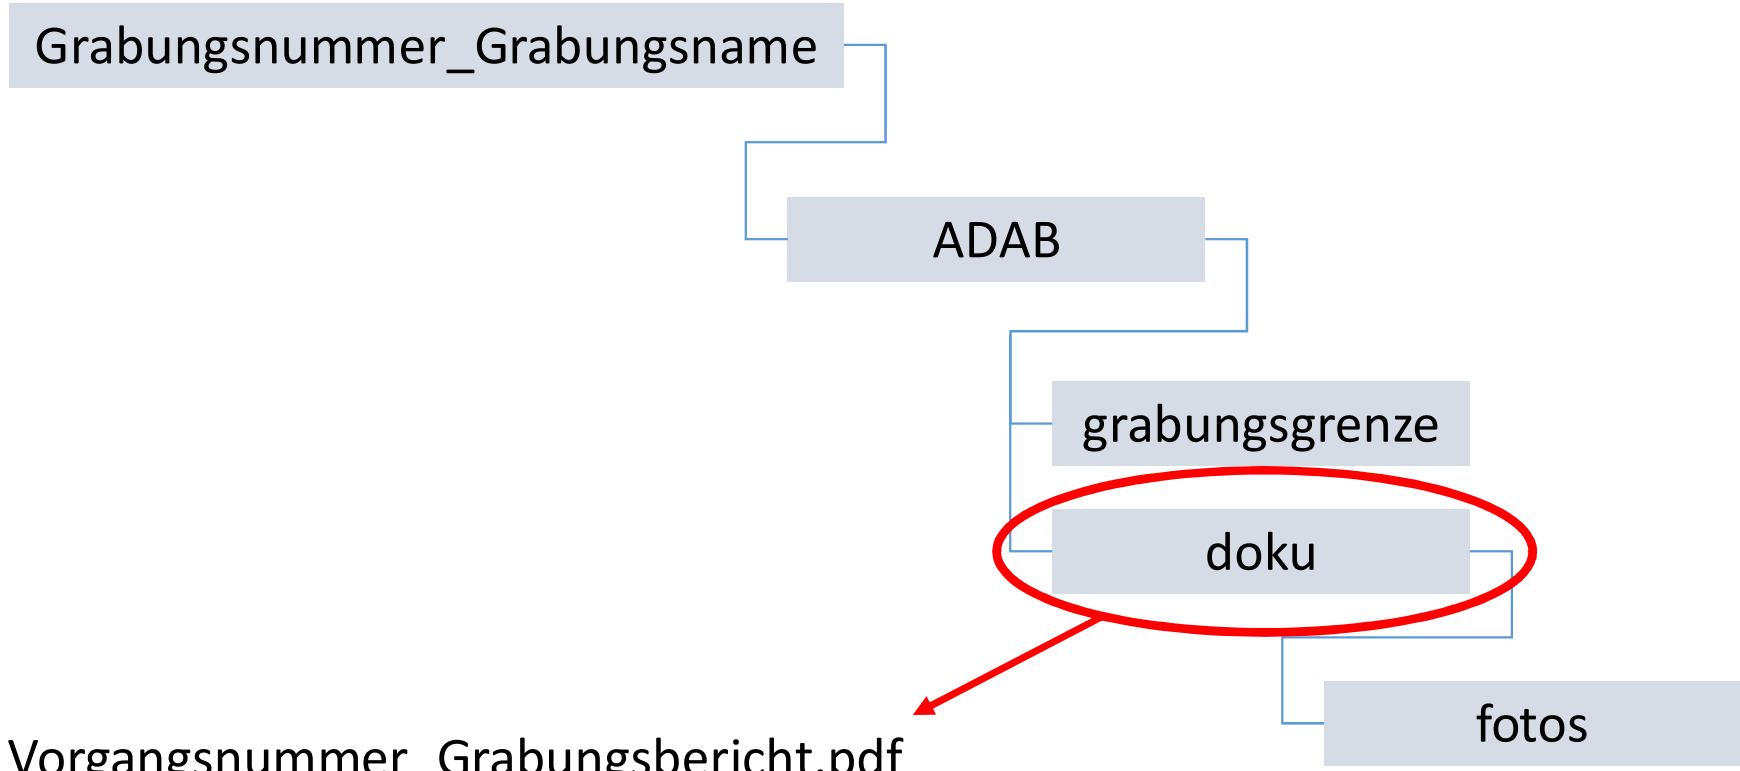 Grabungsnummer_Grabungsname
ADAB
grabungsgrenze
doku
fotos
Vorgangsnummer_Grabungsbericht.pdf